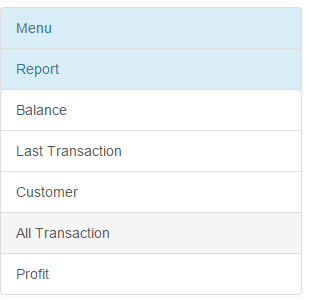 Menu
Report
Balance
Last Transaction
Customer
All Transaction
Profit